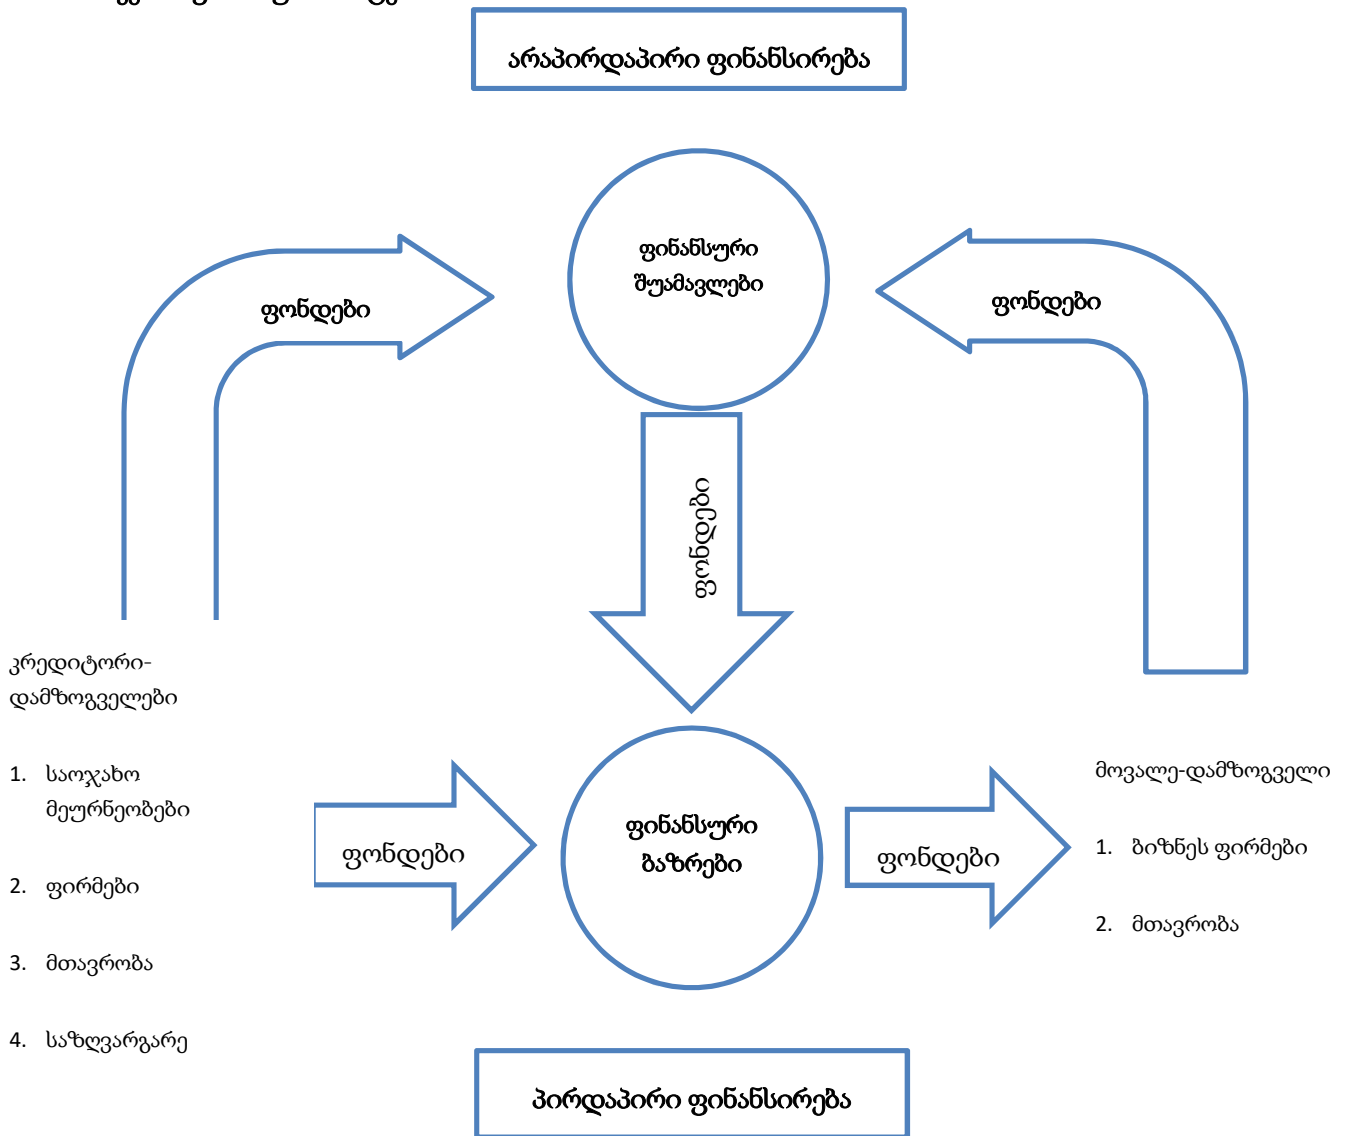 არაპირდაპირი ფინანსირება
ფინანსური
შუამავლები
ფონდები
ფონდები
ფონდები
კრედიტორი-
დამზოგველები
1. საოჯახო
მეურნეობები
2. ფირმები
3. მთავრობა
4. საზღვარგარე
ფონდები
ფინანსური
ბაზრები
ფონდები
მოვალე-დამზოგველი
1. ბიზნეს ფირმები
2. მთავრობა
პირდაპირი ფინანსირება